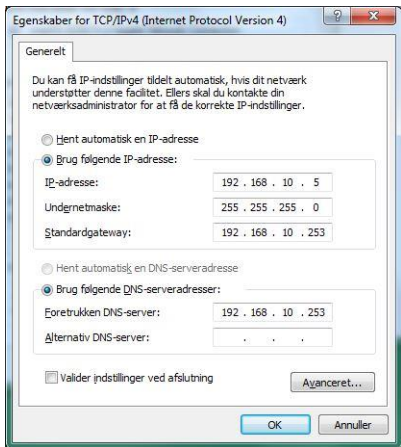 Egenskaber for TCP/IPv4 (Internet Protocol Version 4)
Generelt
Du kan få IP-indstillinger tildelt automatisk, hvis dit netværk
understøtter denne facilitet. Ellers skal du kontakte din
netværksadministrator for at få de korrekte IP-indstillinger.
Hent automatisk en IP-adresse
Brug følgende IP-adresse:
IP-adresse: 192 . 168 . 10 . 5
Undernetmaske: 255 . 255 . 255 . 0
Standardgateway: 192 . 168 . 10 . 253
Hent automatisk en DNS-serveradresse
Brug følgende DNS-serveradresser:
Foretrukken DNS-server: 192 . 168 . 10 . 253
Alternativ DNS-server: . . .
Valider indstillinger ved afslutning
Avanceret...
OK Annuller